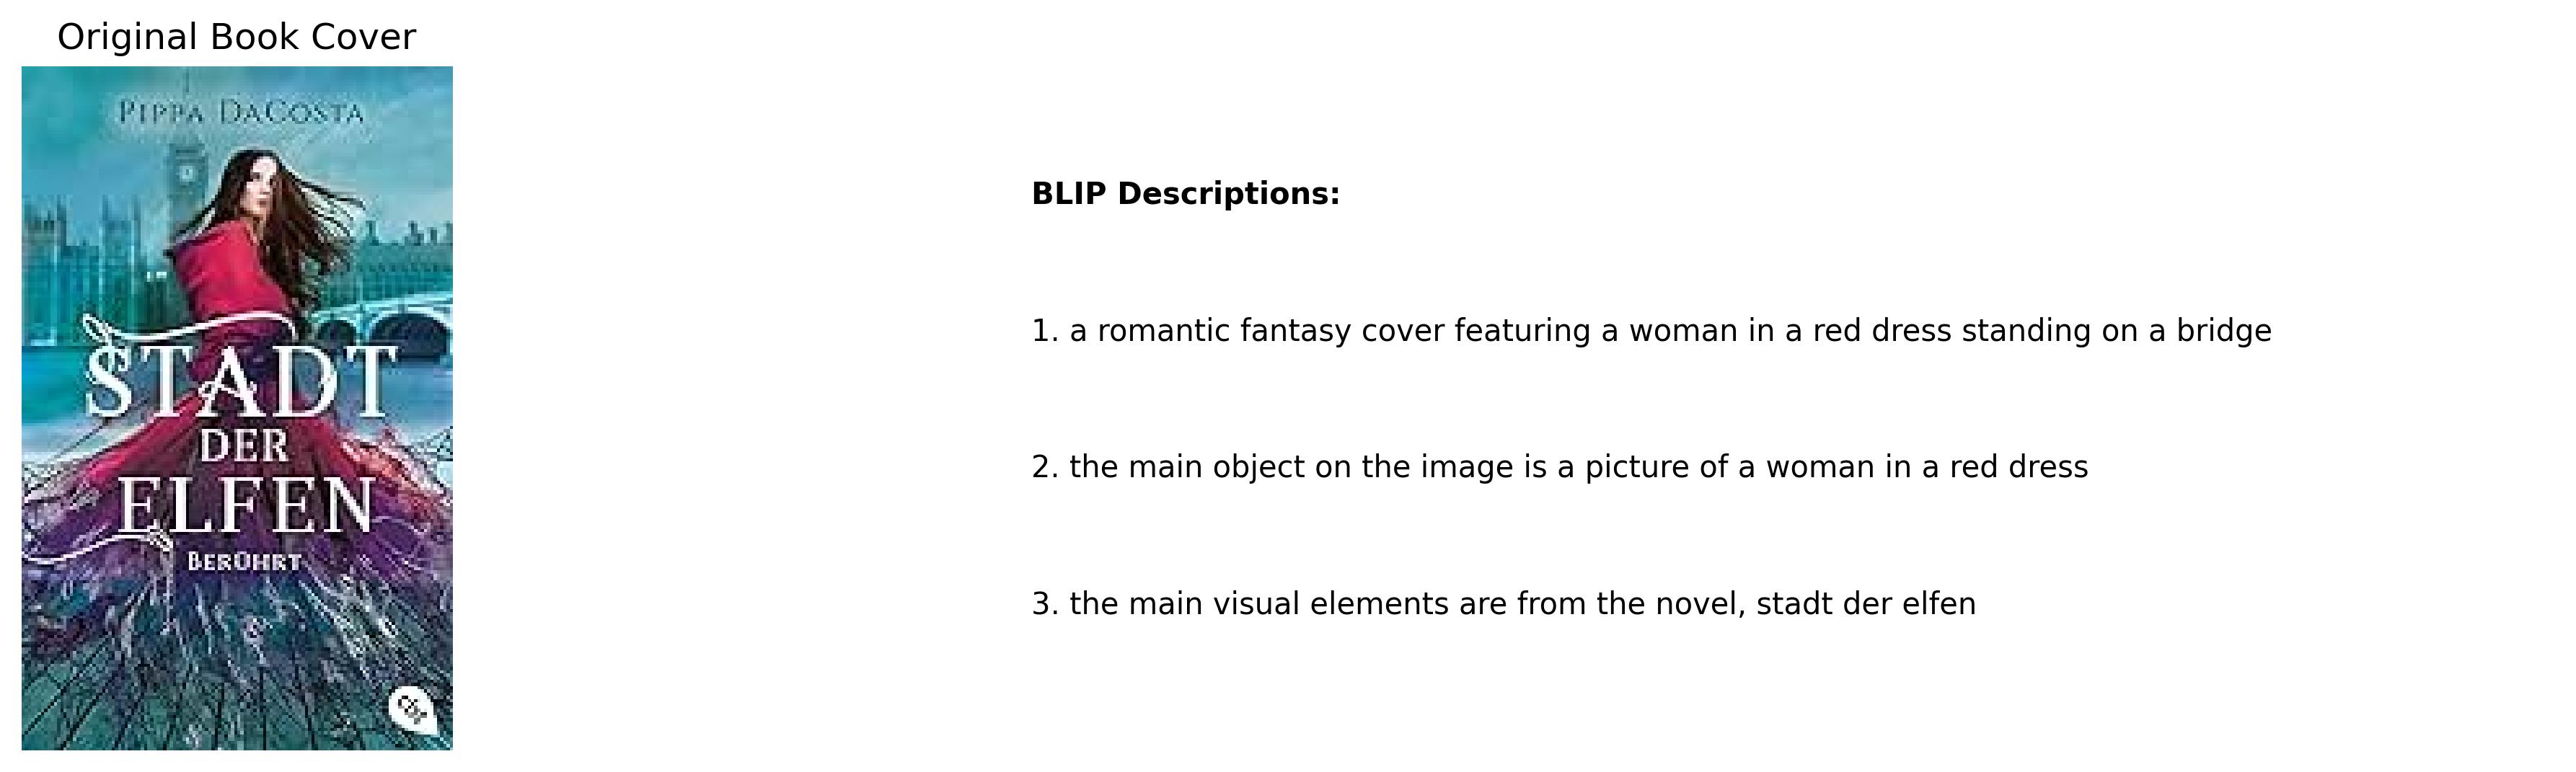 Original Book Cover
PIPPA DACOSTA
STADT
DER
ELFEN
BERÜHRT
cbt
BLIP Descriptions:
1. a romantic fantasy cover featuring a woman in a red dress standing on a bridge
2. the main object on the image is a picture of a woman in a red dress
3. the main visual elements are from the novel, stadt der elfen